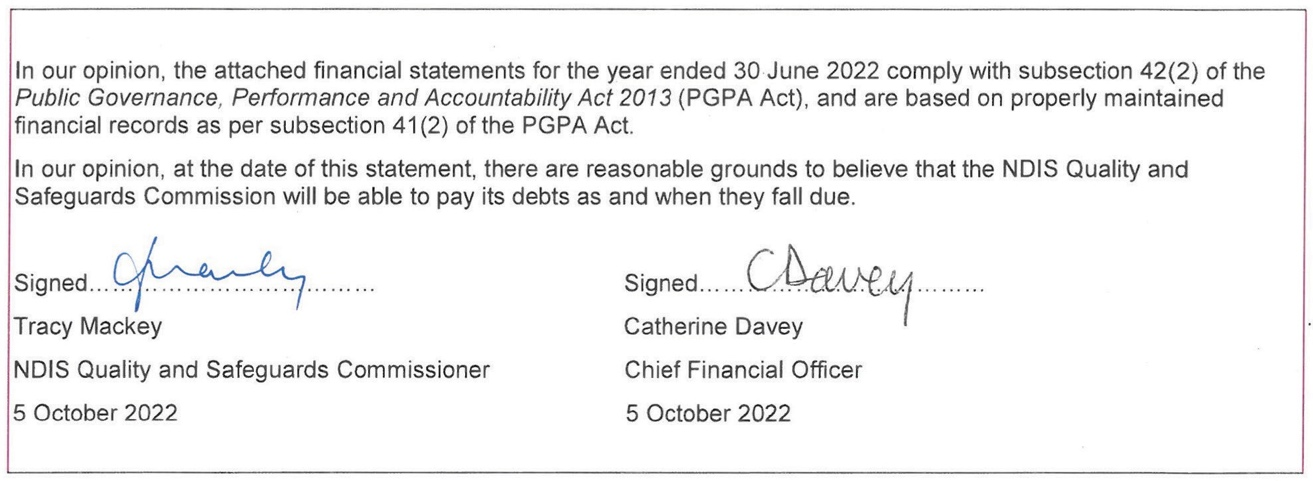 In our opinion, the attached financial statements for the year ended 30 June 2022 comply with subsection 42(2) of the
Public Governance, Performance and Accountability Act 2013 (PGPA Act), and are based on properly maintained
financial records as per subsection 41(2) of the PGPA Act.
In our opinion, at the date of this statement, there are reasonable grounds to believe that the NDIS Quality and
Safeguards Commission will be able to pay its debts as and when they fall due.
Signed.................................... Signed...... CDavey ..........
Tracy Mackey Catherine Davey
NDIS Quality and Safeguards Commissioner Chief Financial Officer
5 October 2022 5 October 2022